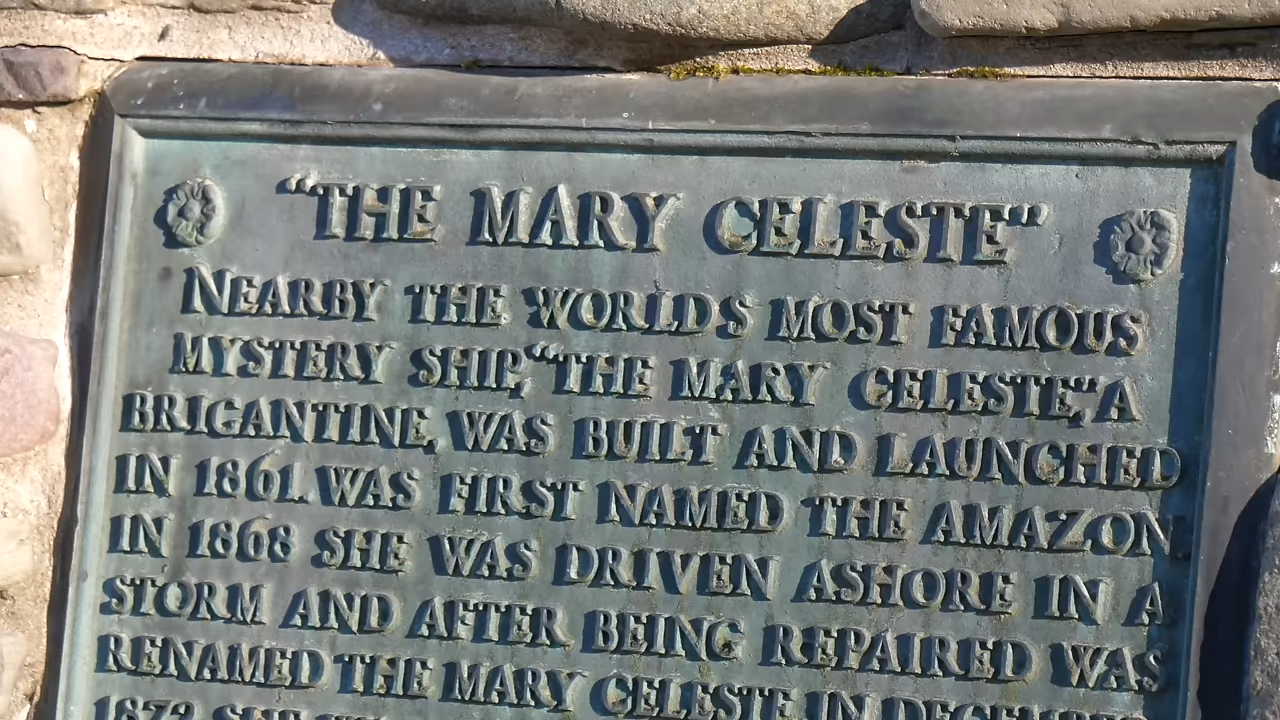 "THE MARY CELESTE"
NEARBY THE WORLDS MOST FAMOUS
MYSTERY SHIP, "THE MARY CELESTE", A
BRIGANTINE, WAS BUILT AND LAUNCHED
IN 1861. WAS FIRST NAMED THE AMAZON
IN 1868 SHE WAS DRIVEN ASHORE IN A
STORM AND AFTER BEING REPAIRED WAS
RENAMED THE MARY CELESTE IN
1872 SHE